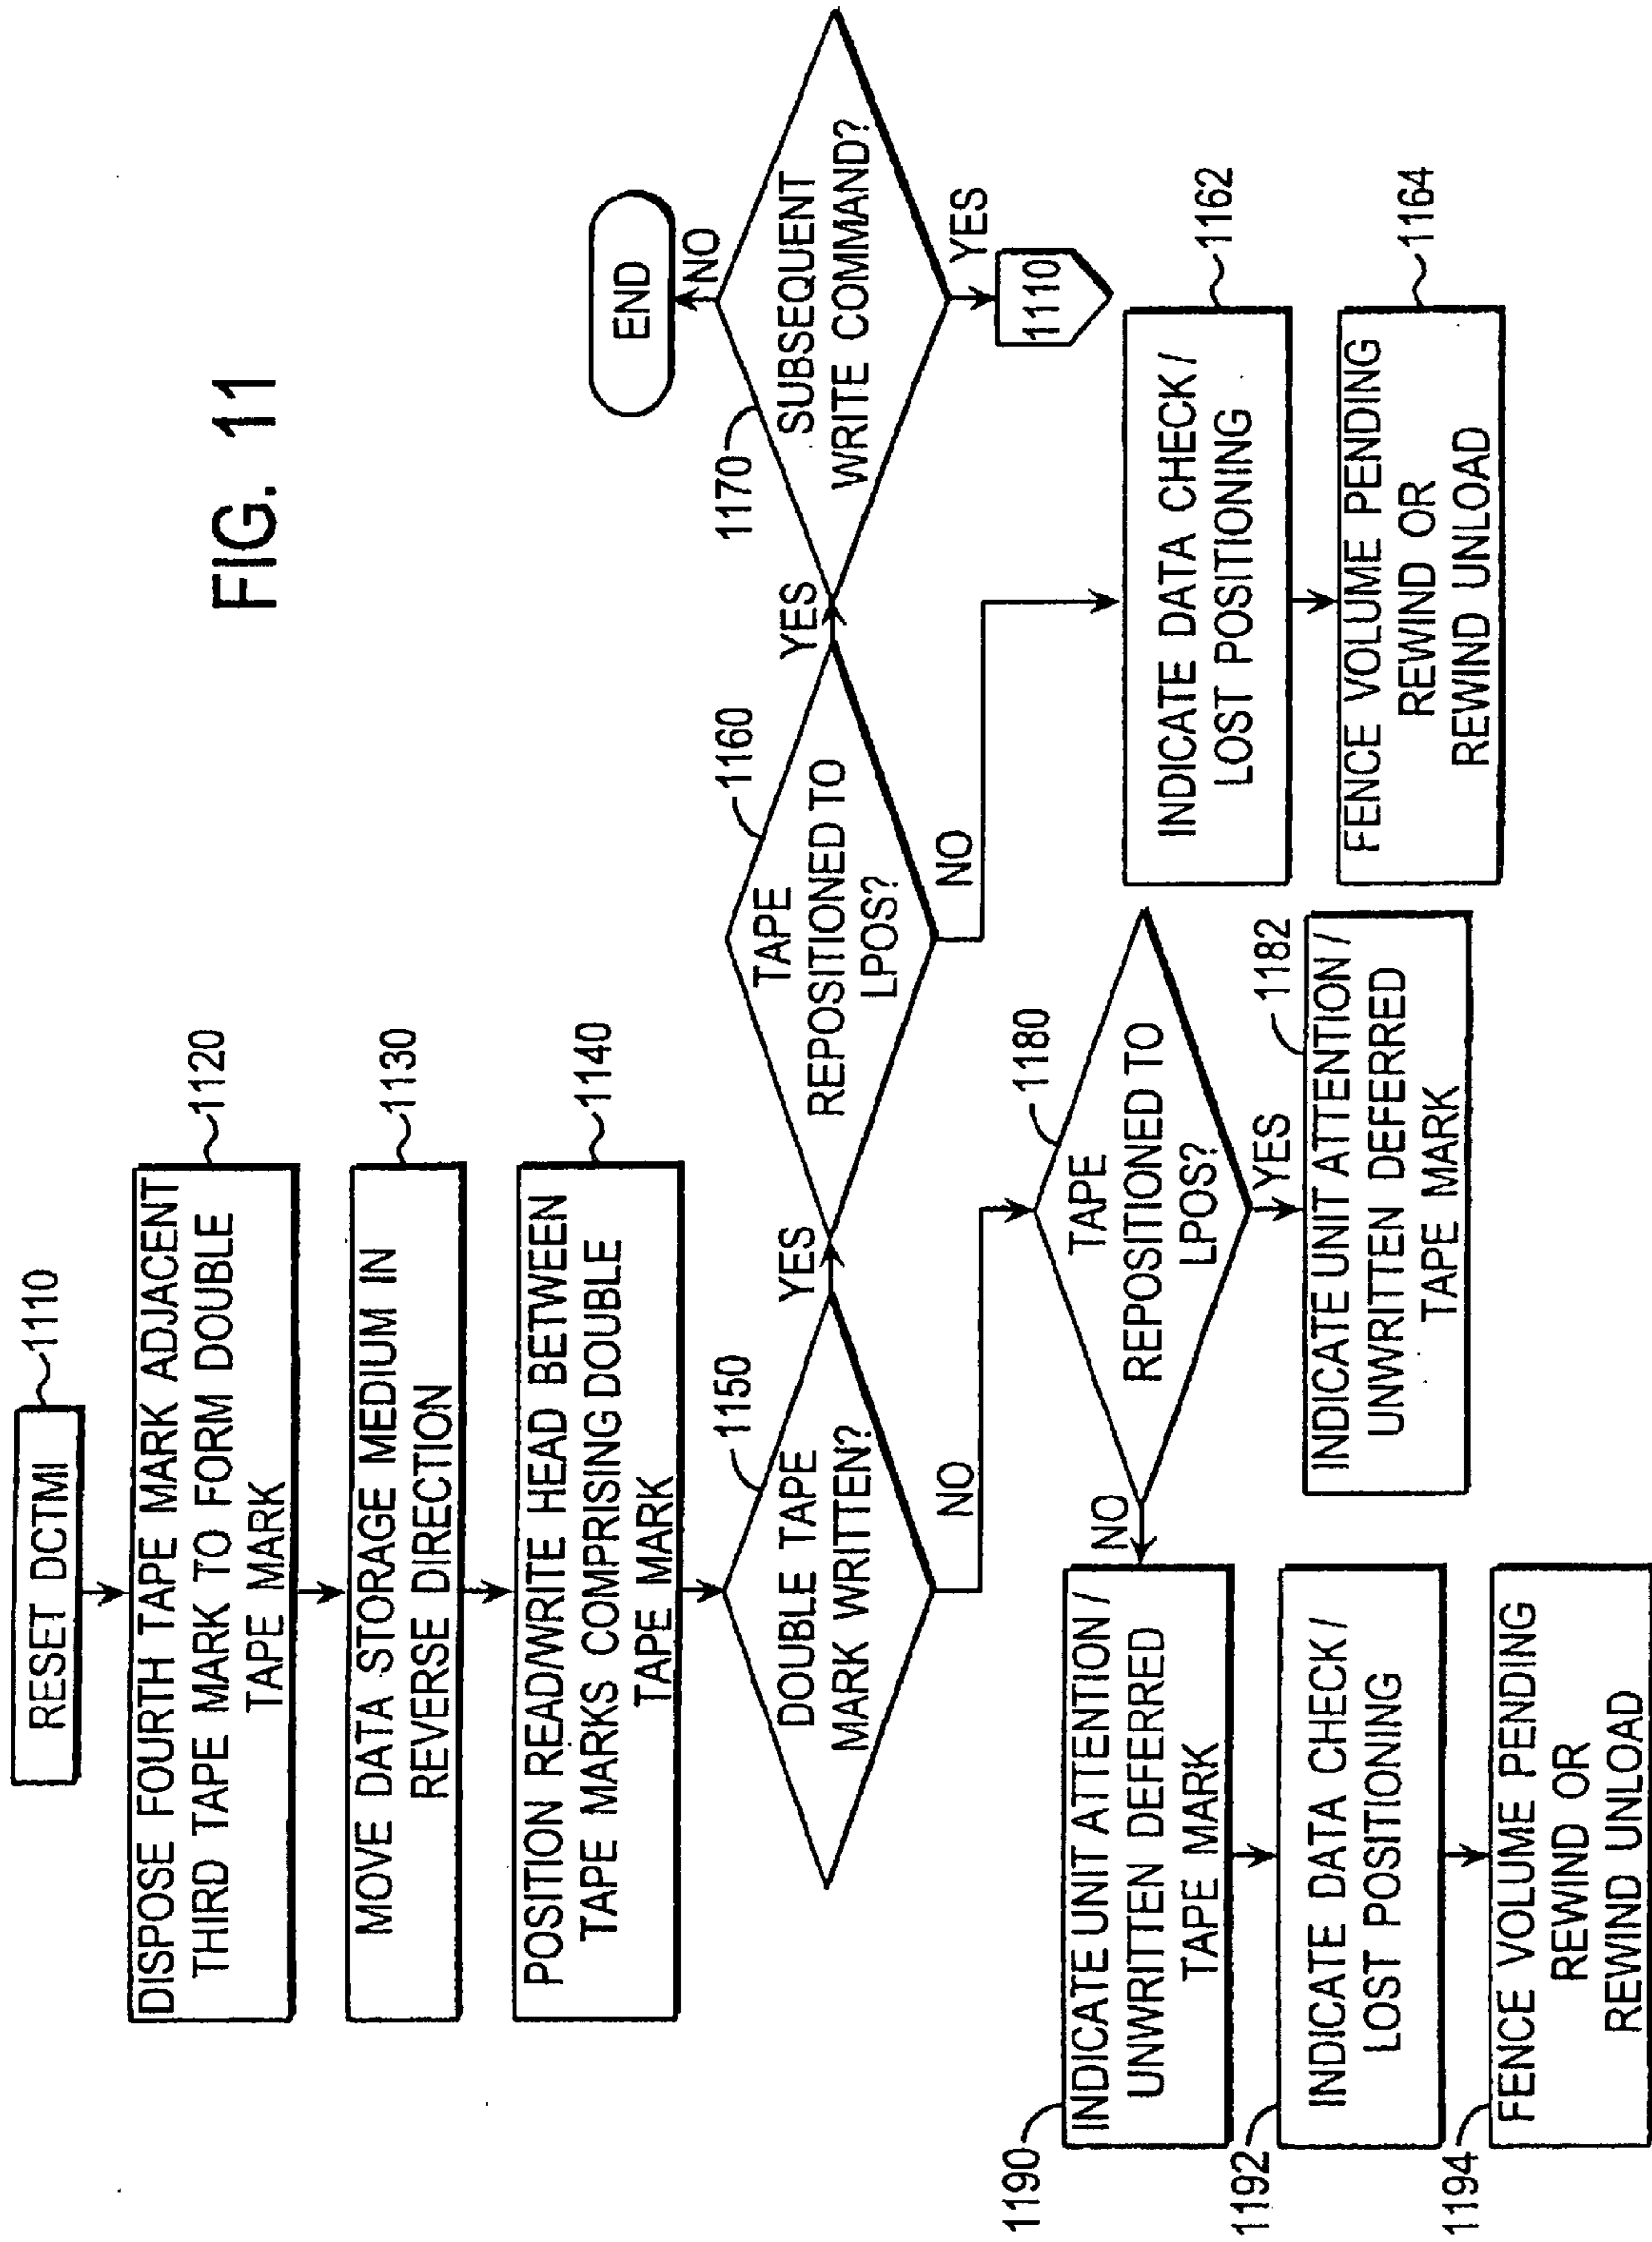 FIG. 11
RESET DCTMI
1110
DISPOSE FOURTH TAPE MARK ADJACENT
THIRD TAPE MARK TO FORM DOUBLE
TAPE MARK
1120
MOVE DATA STORAGE MEDIUM IN
REVERSE DIRECTION
1130
POSITION READ/WRITE HEAD BETWEEN
TAPE MARKS COMPRISING DOUBLE
TAPE MARK
1140
DOUBLE TAPE
MARK WRITTEN?
1150
YES
NO
TAPE
REPOSITIONED TO
LPOS?
1160
YES
NO
SUBSEQUENT
WRITE COMMAND?
1170
NO
END
YES
1110
INDICATE DATA CHECK /
LOST POSITIONING
1162
FENCE VOLUME PENDING
REWIND OR
REWIND UNLOAD
1164
TAPE
REPOSITIONED TO
LPOS?
1180
YES
NO
INDICATE UNIT ATTENTION /
UNWRITTEN DEFERRED
TAPE MARK
1182
1190
INDICATE UNIT ATTENTION /
UNWRITTEN DEFERRED
TAPE MARK
1192
INDICATE DATA CHECK /
LOST POSITIONING
1194
FENCE VOLUME PENDING
REWIND OR
REWIND UNLOAD